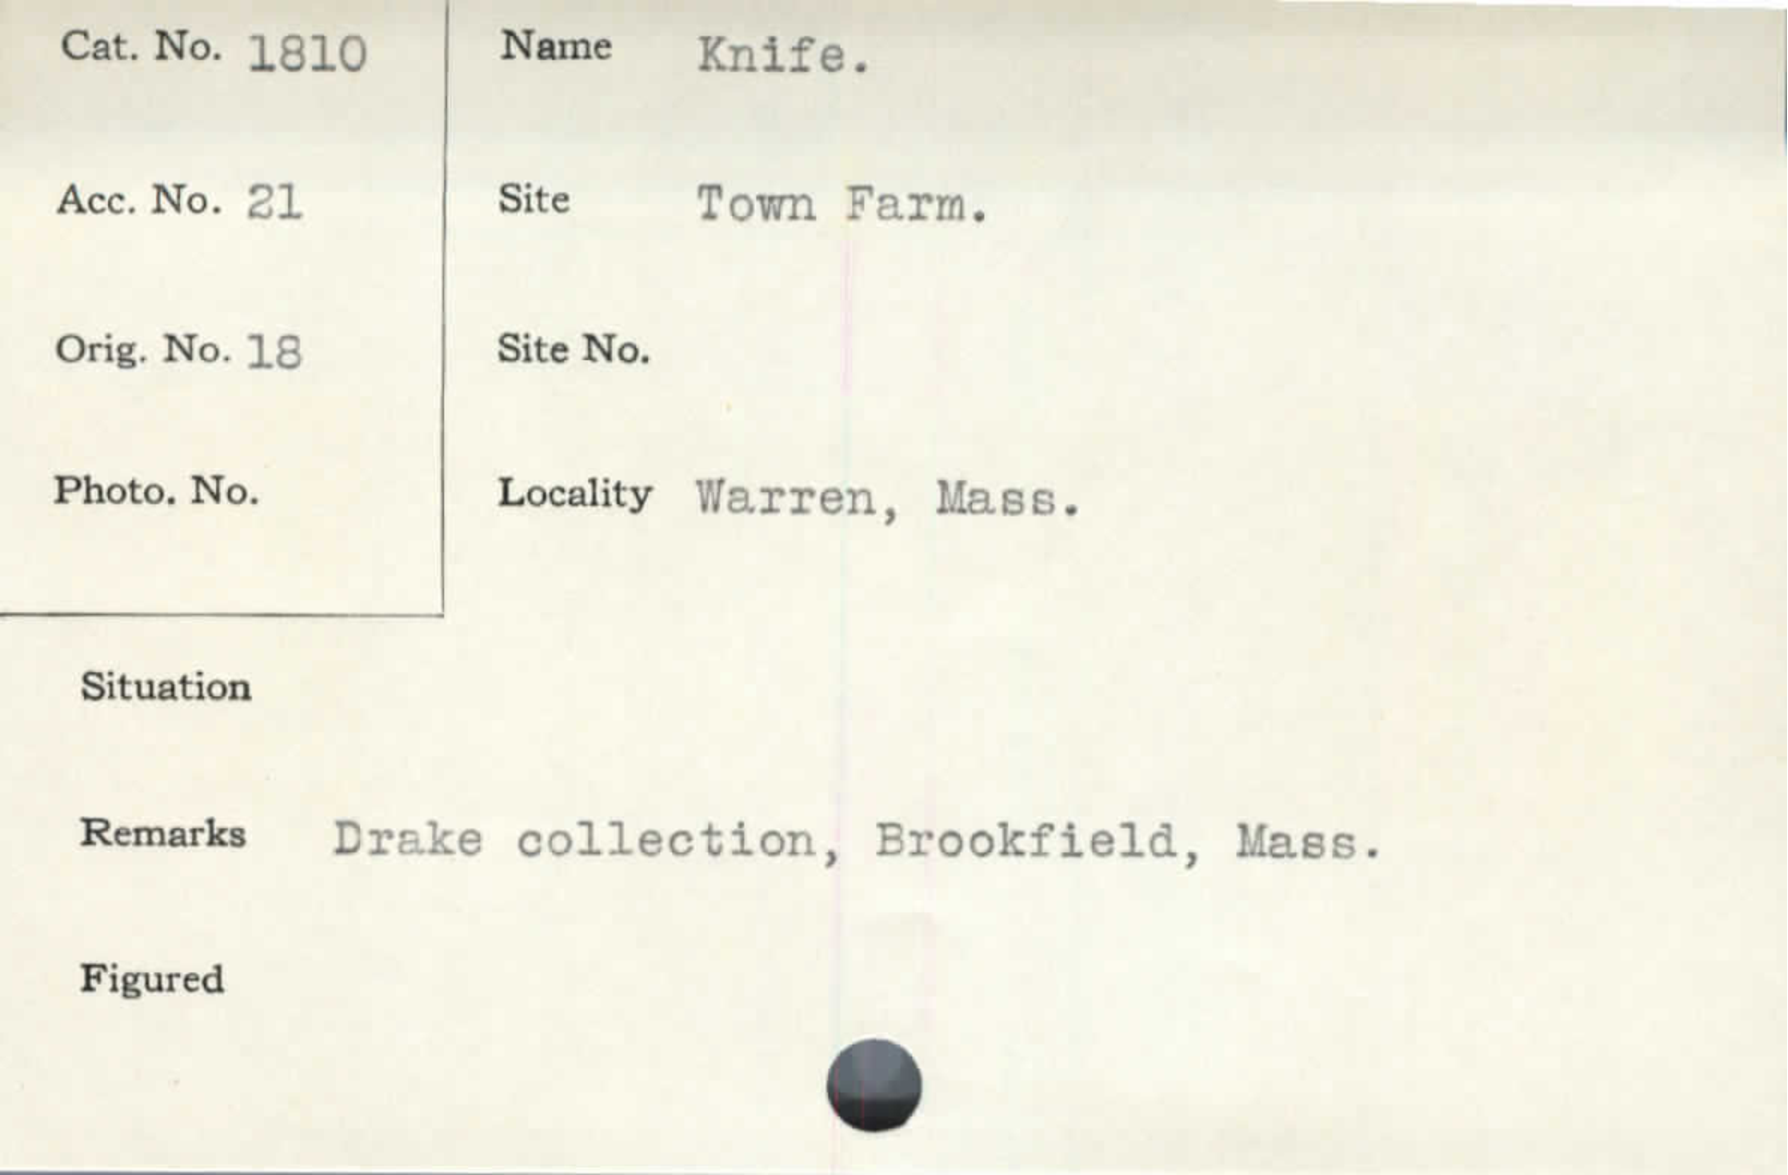 Cat. No. 1810
Acc. No. 21
Orig. No. 18
Photo. No.
Name Knife.
Site Town Farm.
Site No.
Locality Warren, Mass.
Situation
Remarks Drake collection, Brookfield, Mass.
Figured